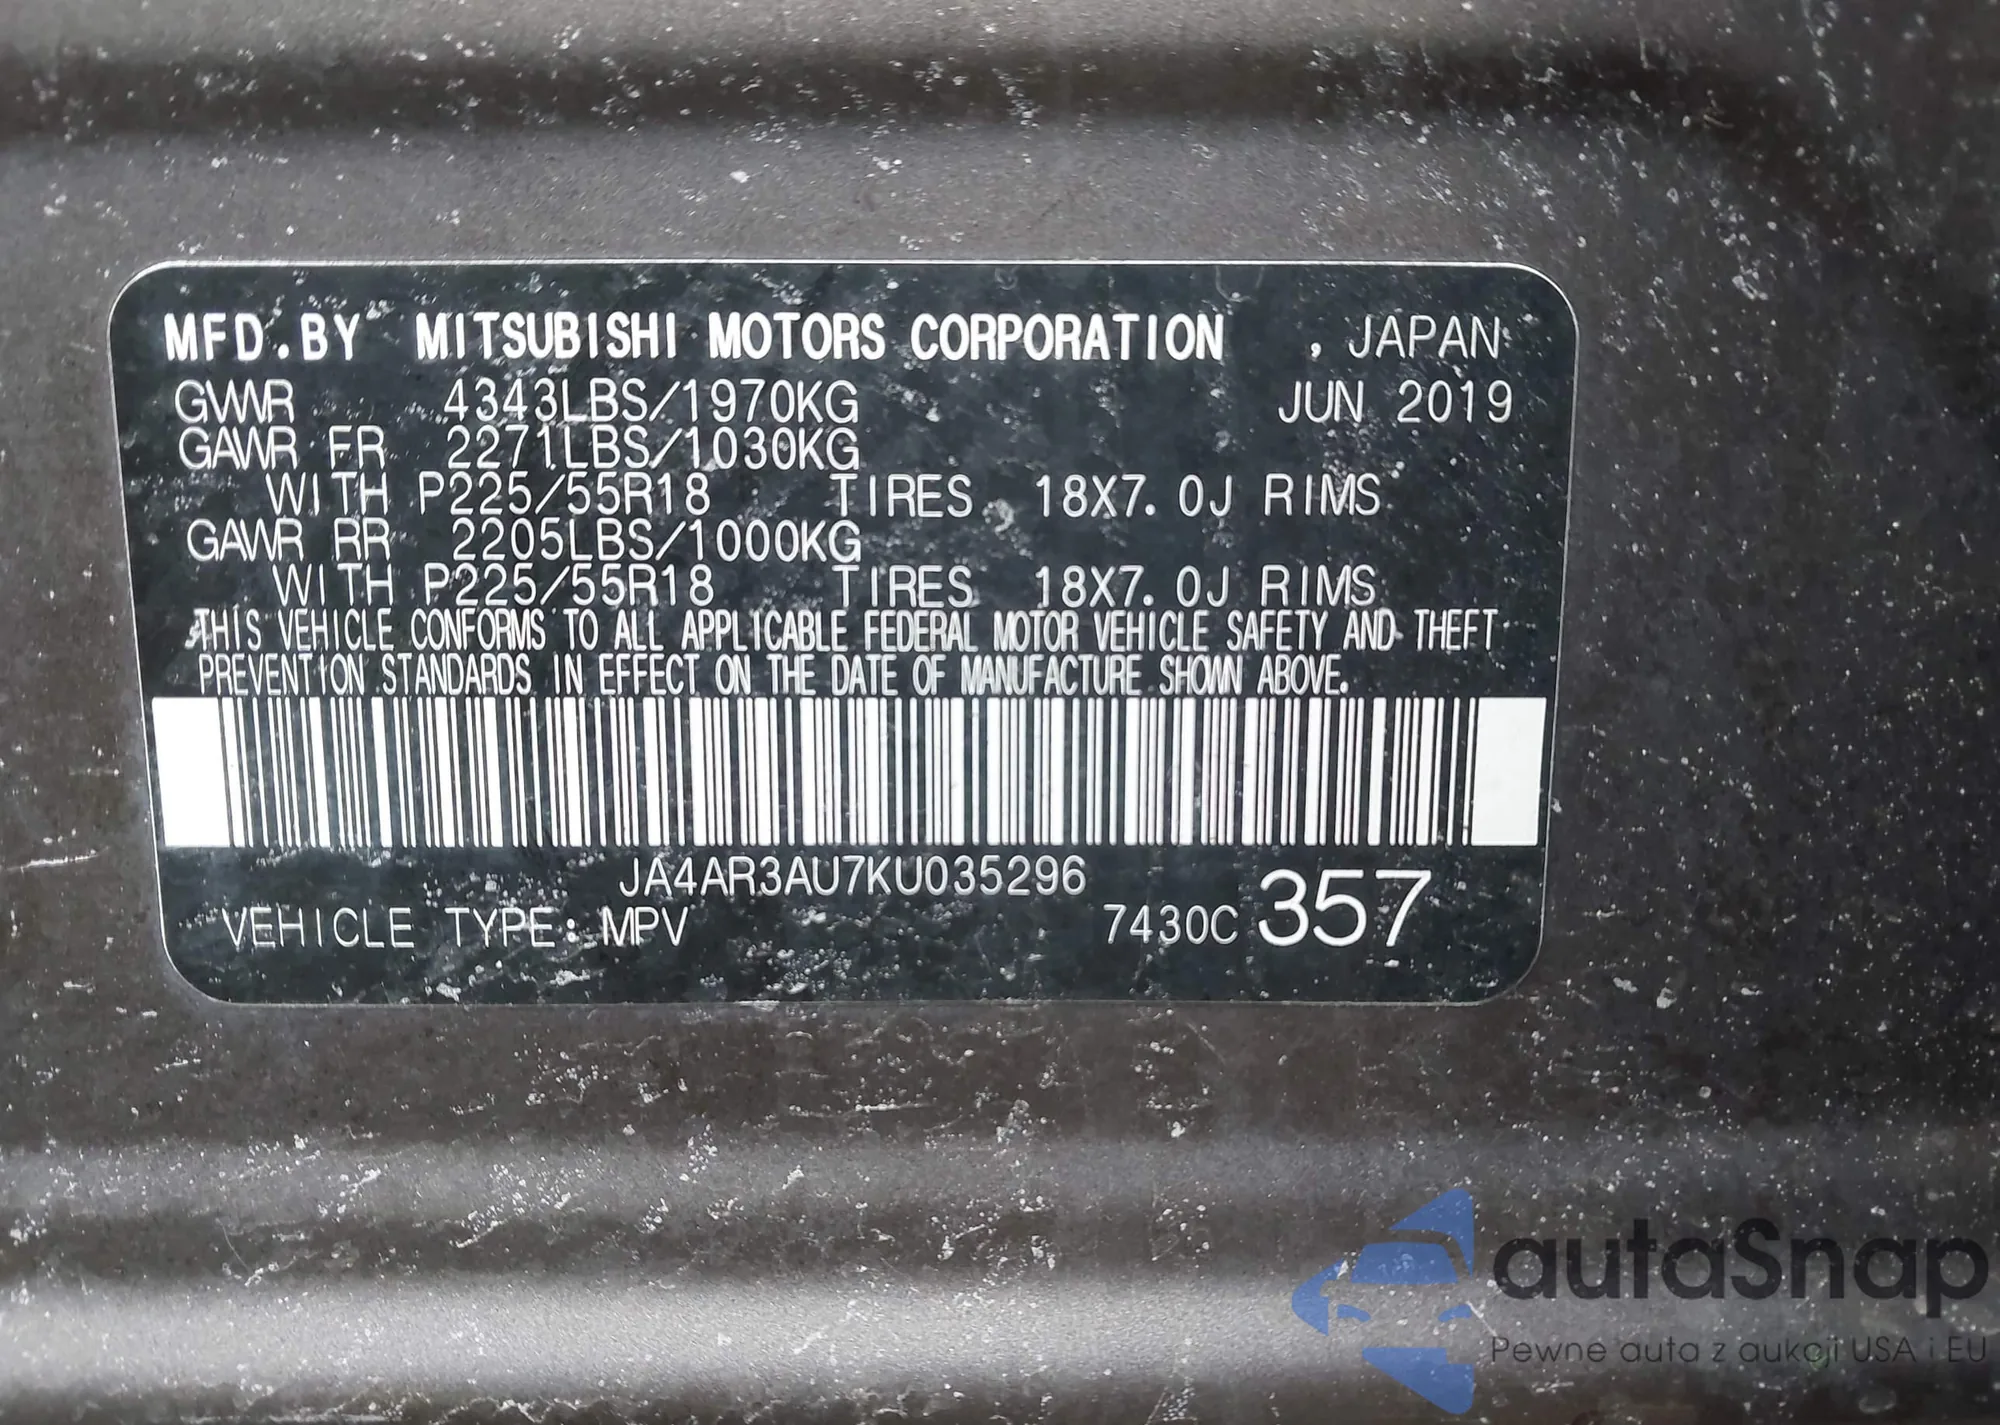 MFD.BY MITSUBISHI MOTORS CORPORATION , JAPAN
GVWR 4343LBS/1970KG JUN 2019
GAWR FR 2271LBS/1030KG
WITH P225/55R18 TIRES 18X7.0J RIMS
GAWR RR 2205LBS/1000KG
WITH P225/55R18 TIRES 18X7.0J RIMS
THIS VEHICLE CONFORMS TO ALL APPLICABLE FEDERAL MOTOR VEHICLE SAFETY AND THEFT
PREVENTION STANDARDS IN EFFECT ON THE DATE OF MANUFACTURE SHOWN ABOVE.
JA4AR3AU7KU035296
VEHICLE TYPE: MPV 7430C 357
autaSnap
Pewne auta z aukcji USA i EU